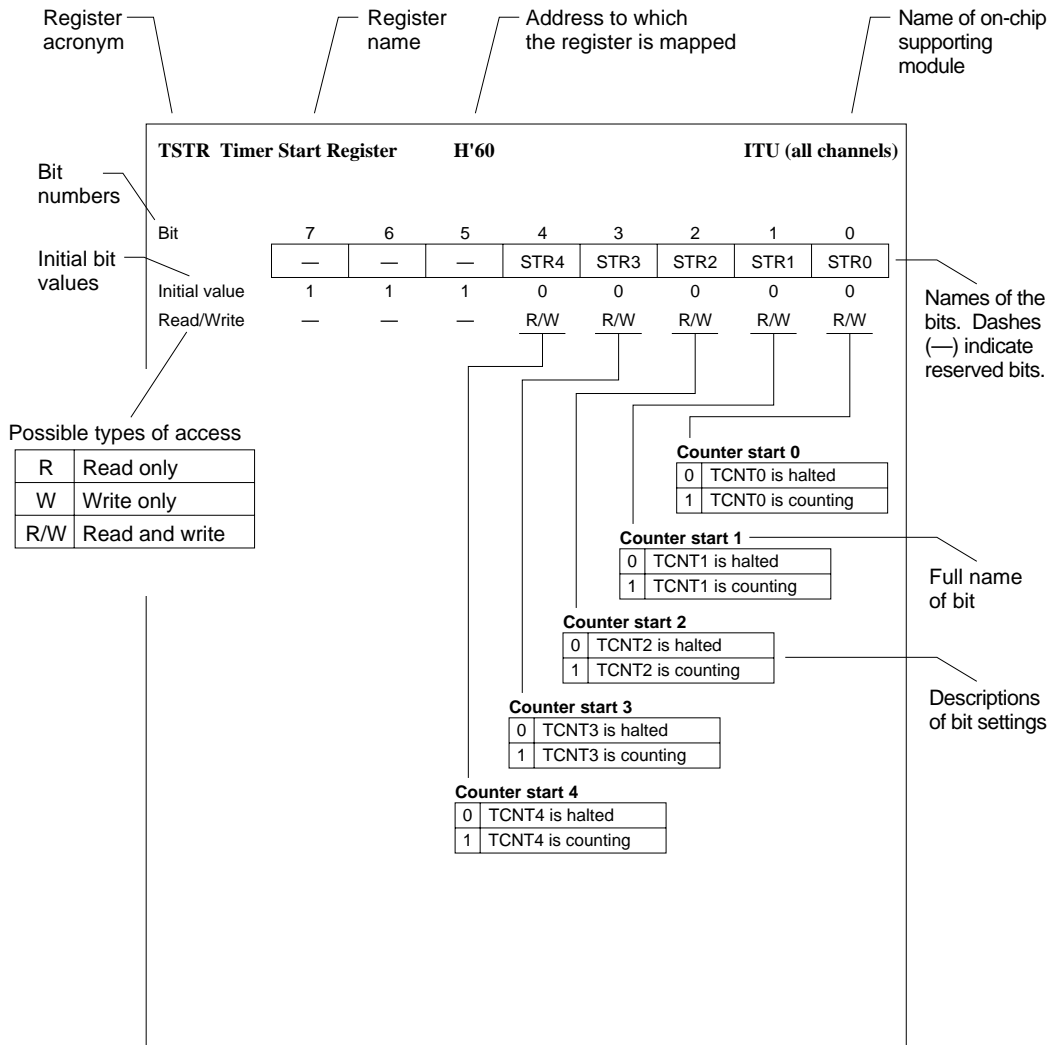 Register
acronym
Register
name
Address to which
the register is mapped
Name of on-chip
supporting
module
TSTR Timer Start Register H'60 ITU (all channels)
Bit
numbers
Bit 7 6 5 4 3 2 1 0
— — — STR4 STR3 STR2 STR1 STR0
Initial bit
values
Initial value 1 1 1 0 0 0 0 0
Read/Write — — — R/W R/W R/W R/W R/W
Names of the
bits. Dashes
(—) indicate
reserved bits.
Possible types of access
R Read only
W Write only
R/W Read and write
Counter start 0
0 TCNT0 is halted
1 TCNT0 is counting
Counter start 1
0 TCNT1 is halted
1 TCNT1 is counting
Full name
of bit
Counter start 2
0 TCNT2 is halted
1 TCNT2 is counting
Descriptions
of bit settings
Counter start 3
0 TCNT3 is halted
1 TCNT3 is counting
Counter start 4
0 TCNT4 is halted
1 TCNT4 is counting